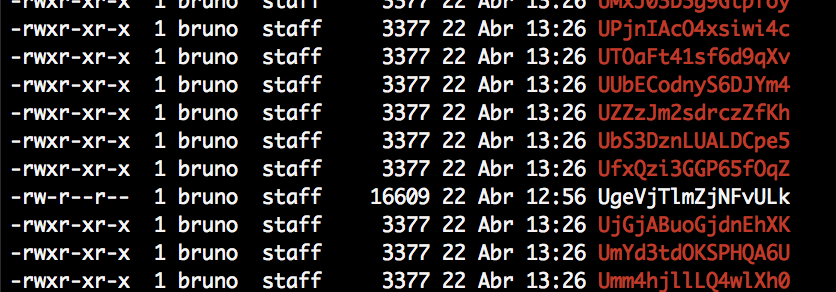 -rwxr-xr-x 1 bruno staff 3377 22 Abr 13:26
-rwxr-xr-x 1 bruno staff 3377 22 Abr 13:26 UPjnIAcO4xsiwi4c
-rwxr-xr-x 1 bruno staff 3377 22 Abr 13:26 UTOaFt41sf6d9qXv
-rwxr-xr-x 1 bruno staff 3377 22 Abr 13:26 UUbECodnyS6DJYm4
-rwxr-xr-x 1 bruno staff 3377 22 Abr 13:26 UZZzJm2sdrczZfKh
-rwxr-xr-x 1 bruno staff 3377 22 Abr 13:26 UbS3DznLUALDCpe5
-rwxr-xr-x 1 bruno staff 3377 22 Abr 13:26 UfxQzi3GGP65fOqZ
-rw-r--r-- 1 bruno staff 16609 22 Abr 12:56 UgeVjTlmZjNFvULk
-rwxr-xr-x 1 bruno staff 3377 22 Abr 13:26 UjGjABuoGjdnEhXK
-rwxr-xr-x 1 bruno staff 3377 22 Abr 13:26 UmYd3tdOKSPHQA6U
-rwxr-xr-x 1 bruno staff 3377 22 Abr 13:26 Umm4hjllLQ4wlXh0